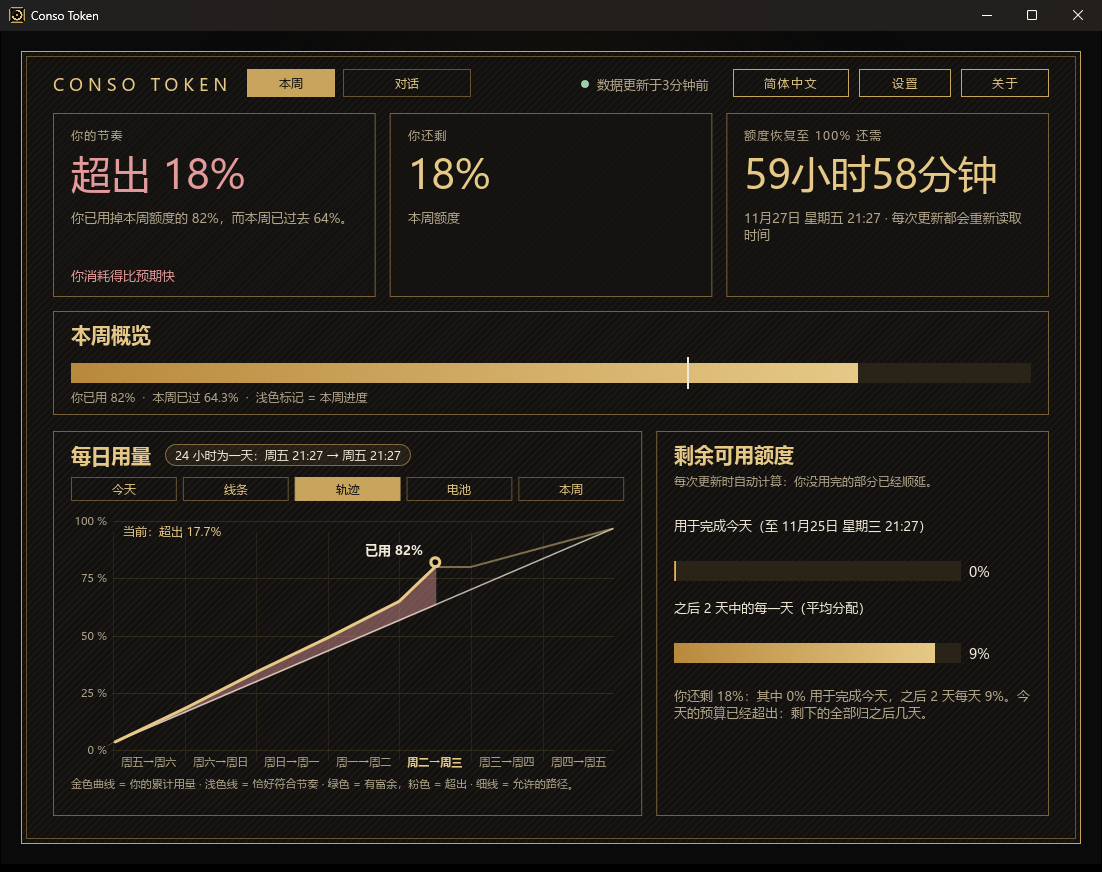 Conso Token
CONSO TOKEN
本周
对话
数据更新于3分钟前
简体中文
设置
关于
你的节奏
超出 18%
你已用掉本周额度的 82%，而本周已过去 64%。
你消耗得比预期快
你还剩
18%
本周额度
额度恢复至 100% 还需
59小时58分钟
11月27日 星期五 21:27 · 每次更新都会重新读取
时间
本周概览
你已用 82% · 本周已过 64.3% · 浅色标记 = 本周进度
每日用量
24 小时为一天：周五 21:27 → 周五 21:27
今天
线条
轨迹
电池
本周
100 %
当前：超出 17.7%
已用 82%
75 %
50 %
25 %
0 %
周五→周六
周六→周日
周日→周一
周一→周二
周二→周三
周三→周四
周四→周五
金色曲线 = 你的累计用量 · 浅色线 = 恰好符合节奏 · 绿色 = 有富余，粉色 = 超出 · 细线 = 允许的路径。
剩余可用额度
每次更新时自动计算：你没用完的部分已经顺延。
用于完成今天（至 11月25日 星期三 21:27）
0%
之后 2 天中的每一天（平均分配）
9%
你还剩 18%：其中 0% 用于完成今天，之后 2 天每天 9%。今
天的预算已经超出：剩下的全部归之后几天。